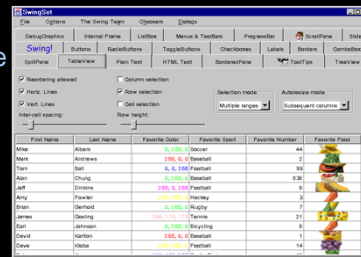 SwingSet
File Options The Swing Team Choosers Dialogs
DebugGraphics Internal Frame ListBox Menus & ToolBars ProgressBar ScrollPane
Swing! Buttons RadioButtons ToggleButtons Checkboxes Labels Borders ComboBox
SplitPane TableView Plain Text HTML Text BorderedPane ToolTips TreeView
Reordering allowed Column selection
Horiz. Lines Row selection Selection mode Autoresize mode
Vert. Lines Cell selection Multiple ranges Subsequent columns
Inter-cell spacing: Row height:
First Name Last Name Favorite Color Favorite Sport Favorite Number Favorite Food
Mike Albers Soccer 44
Mark Andrews 255, 0, 0 Baseball 2
Tom Ball 0, 0, 255 Football 99
Alan Chung Baseball 838
Jeff Dinkins Football 8
Amy Fowler Hockey 3
Brian Gerhold Rugby 7
James Gosling Tennis 21
Earl Johnson Bicycling 8
David Karlton 255, 0, 0 Baseball 1
Dave Kloba Football 14